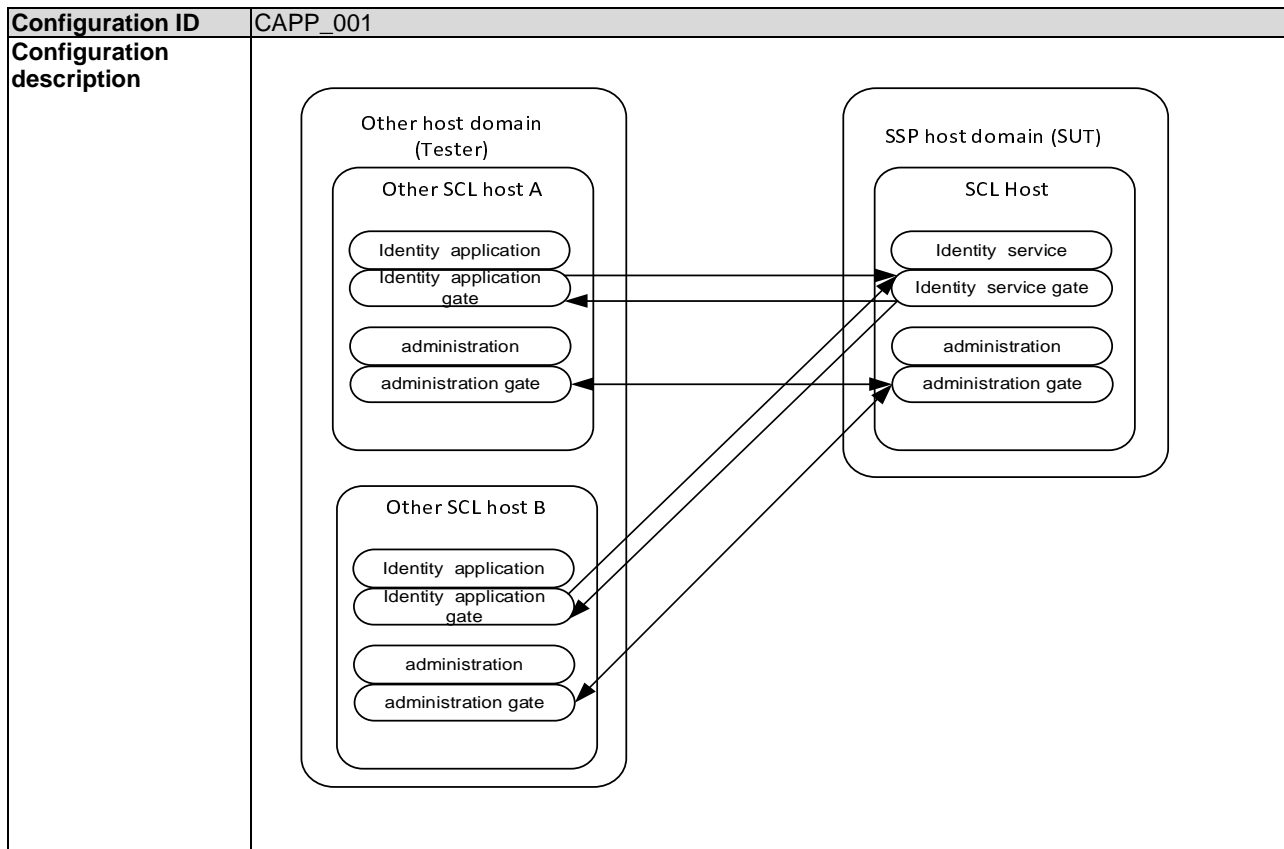 Configuration ID CAPP_001
Configuration
description
Other host domain
(Tester)
Other SCL host A
Identity application
Identity application
gate
administration
administration gate
Other SCL host B
Identity application
Identity application
gate
administration
administration gate
SSP host domain (SUT)
SCL Host
Identity service
Identity service gate
administration
administration gate